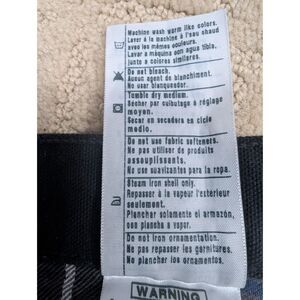 Machine wash warm like colors.
Laver à la machine à l'eau chaud
avec les mêmes couleurs.
Lavar a máquina con agua tibia,
junto a colores similares.
Do not bleach.
Aucun agent de blanchiment.
No usar blanquedor.
Tumble dry medium.
Sécher par culbutage à réglage
moyen.
Secar en secadora en ciclo
medio.
Do not use fabric softeners.
Ne pas utiliser de produits
assouplissants.
No use suavizantes para la ropa.
Steam iron shell only.
Repasser à la vapeur l'extérieur
seulement.
Planchar solamente el armazón,
con plancha a vapor.
Do not iron ornamentation.
Ne pas repasser les garnitures.
No planchar los ornamentos.
WARNING